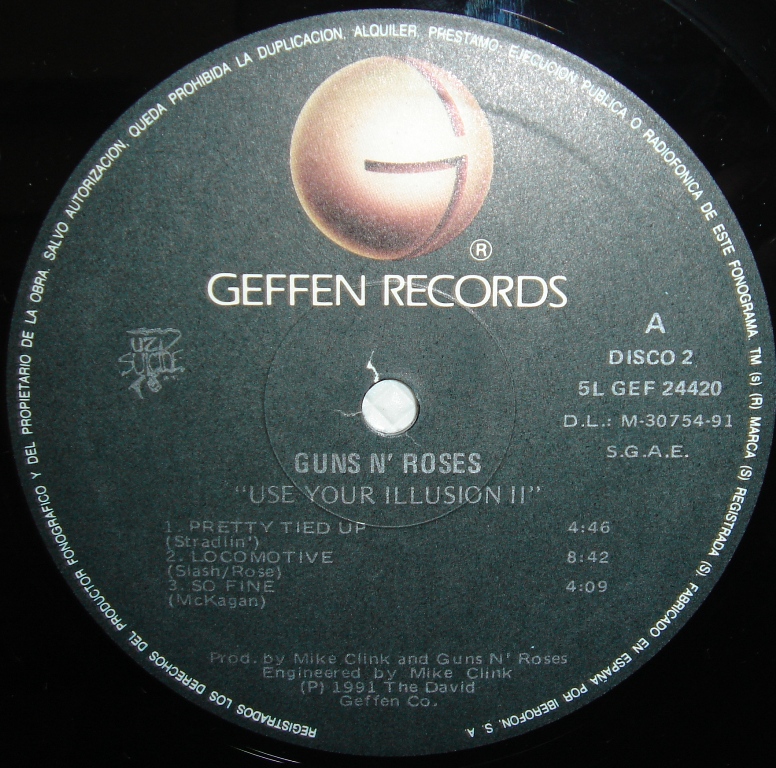 REGISTRADOS LOS DERECHOS DEL PRODUCTOR FONOGRAFICO Y DEL PROPIETARIO DE LA OBRA. SALVO AUTORIZACION, QUEDA PROHIBIDA LA DUPLICACION, ALQUILER, PRESTAMO, EJECUCION PUBLICA O RADIOFONICA DE ESTE FONOGRAMA. TM (s) (R) MARCA (S) REGISTRADA (S). FABRICADO EN ESPAÑA POR IBEROFON, S. A
®
GEFFEN RECORDS
UZI
SUICIDE
A
DISCO 2
5L GEF 24420
D.L.: M-30754-91
S.G.A.E.
GUNS N' ROSES
"USE YOUR ILLUSION II"
1. PRETTY TIED UP 4:46
(Stradlin')
2. LOCOMOTIVE 8:42
(Slash/Rose)
3. SO FINE 4:09
(McKagan)
Prod. by Mike Clink and Guns N' Roses
Engineered by Mike Clink
(P) 1991 The David
Geffen Co.